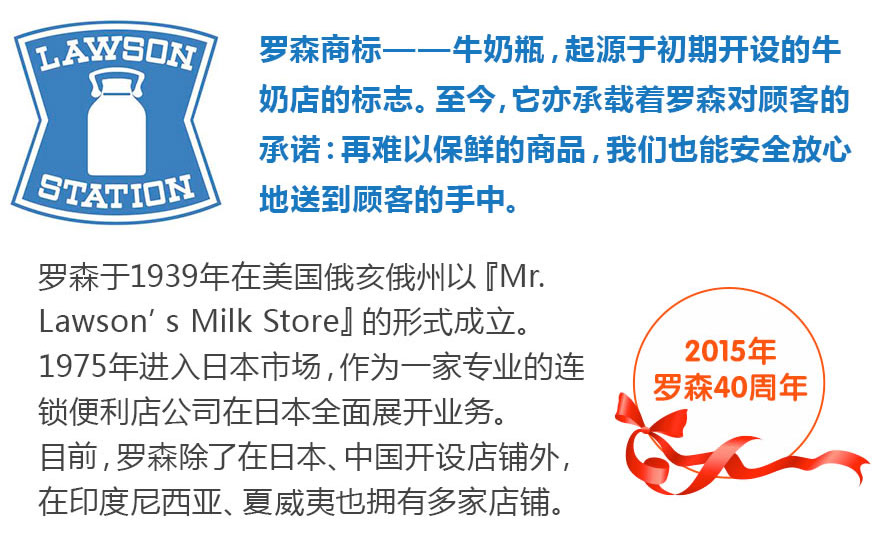 LAWSON
STATION
罗森商标——牛奶瓶，起源于初期开设的牛
奶店的标志。至今，它亦承载着罗森对顾客的
承诺：再难以保鲜的商品，我们也能安全放心
地送到顾客的手中。
罗森于1939年在美国俄亥俄州以『Mr.
Lawson’s Milk Store』的形式成立。
1975年进入日本市场，作为一家专业的连
锁便利店公司在日本全面展开业务。
目前，罗森除了在日本、中国开设店铺外，
在印度尼西亚、夏威夷也拥有多家店铺。
2015年
罗森40周年